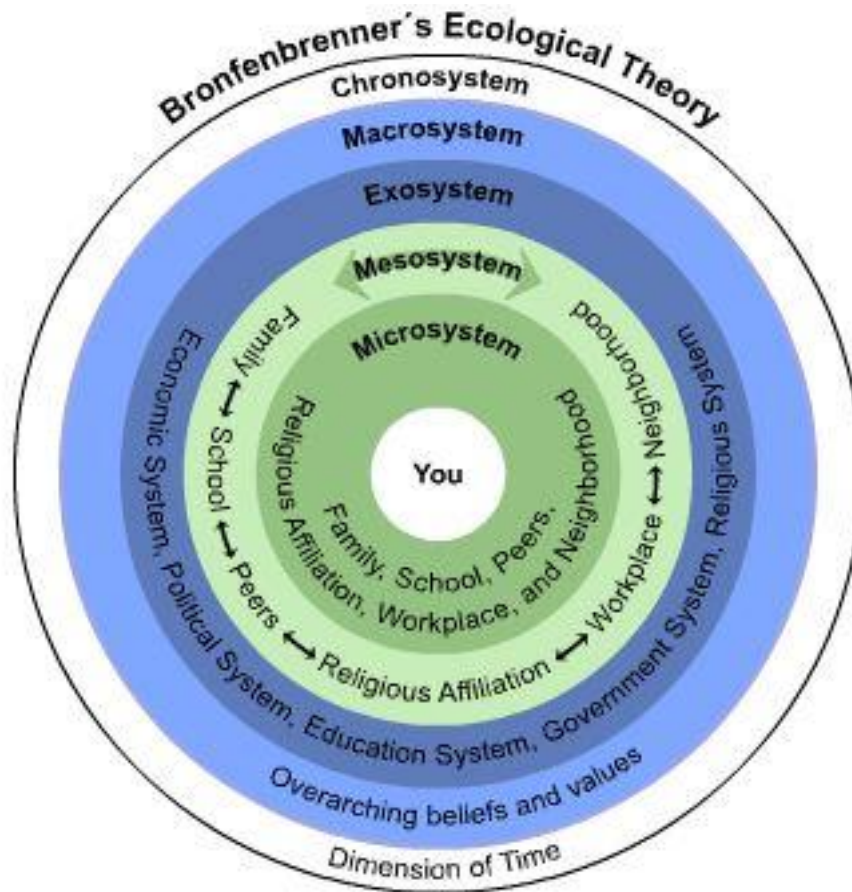 Bronfenbrenner´s Ecological Theory
Chronosystem
Macrosystem
Exosystem
Mesosystem
Microsystem
You
Family, School, Peers,
Religious Affiliation, Workplace, and Neighborhood
Family ↔ School ↔ Peers ↔ Religious Affiliation ↔ Workplace ↔ Neighborhood
Economic System, Political System, Education System, Government System, Religious System
Overarching beliefs and values
Dimension of Time